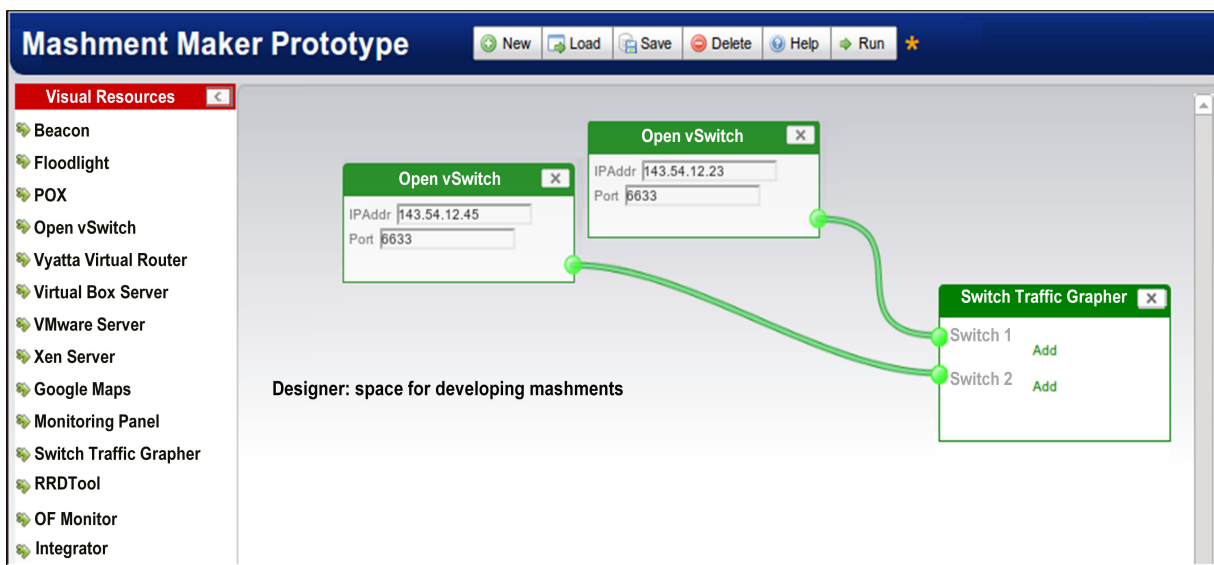 Mashment Maker Prototype
New Load Save Delete Help Run *
Visual Resources <
Beacon
Floodlight
POX
Open vSwitch
Vyatta Virtual Router
Virtual Box Server
VMware Server
Xen Server
Google Maps
Monitoring Panel
Switch Traffic Grapher
RRDTool
OF Monitor
Integrator
Open vSwitch X
IPAddr 143.54.12.45
Port 6633
Open vSwitch X
IPAddr 143.54.12.23
Port 6633
Switch Traffic Grapher X
Switch 1
Add
Switch 2
Add
Designer: space for developing mashments